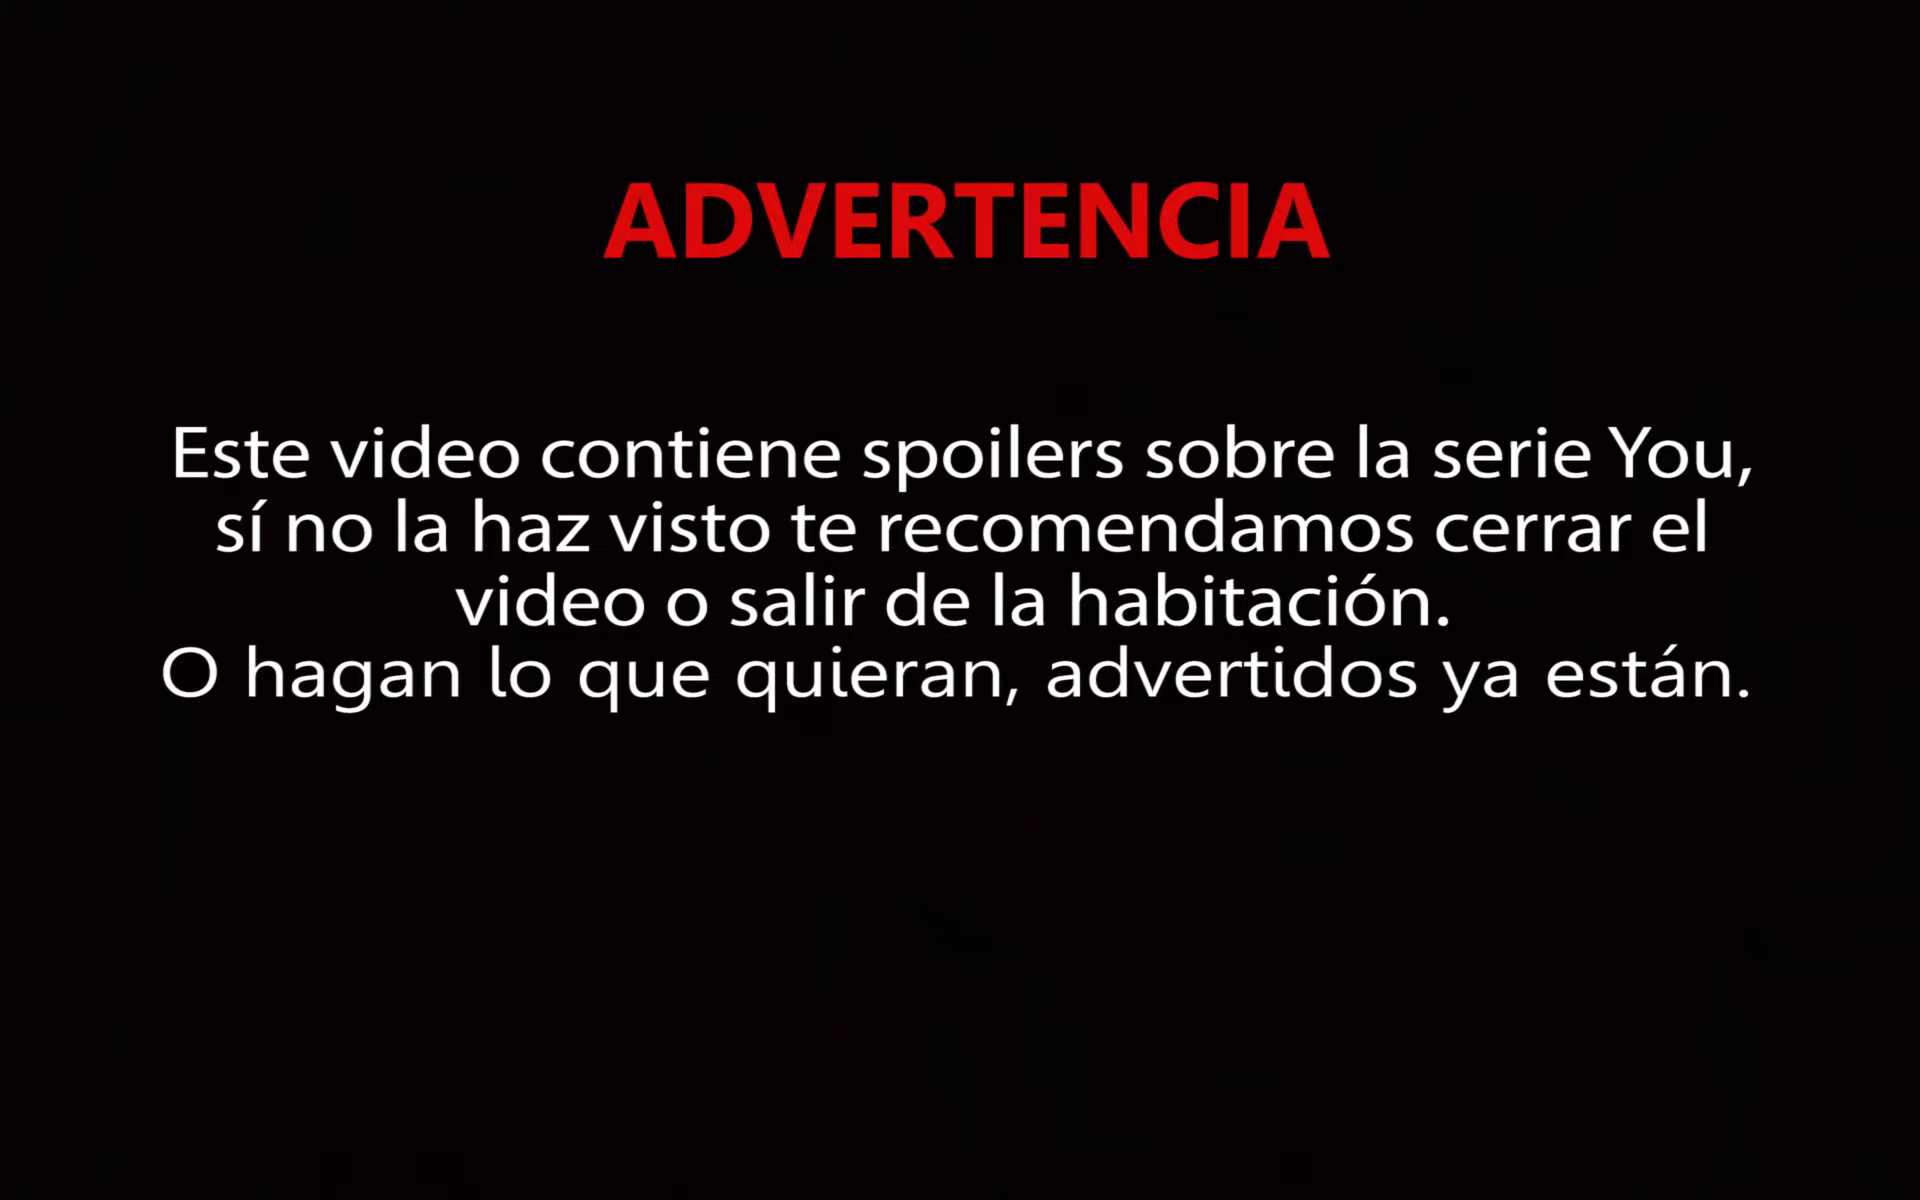 ADVERTENCIA
Este video contiene spoilers sobre la serie You,
sí no la haz visto te recomendamos cerrar el
video o salir de la habitación.
O hagan lo que quieran, advertidos ya están.